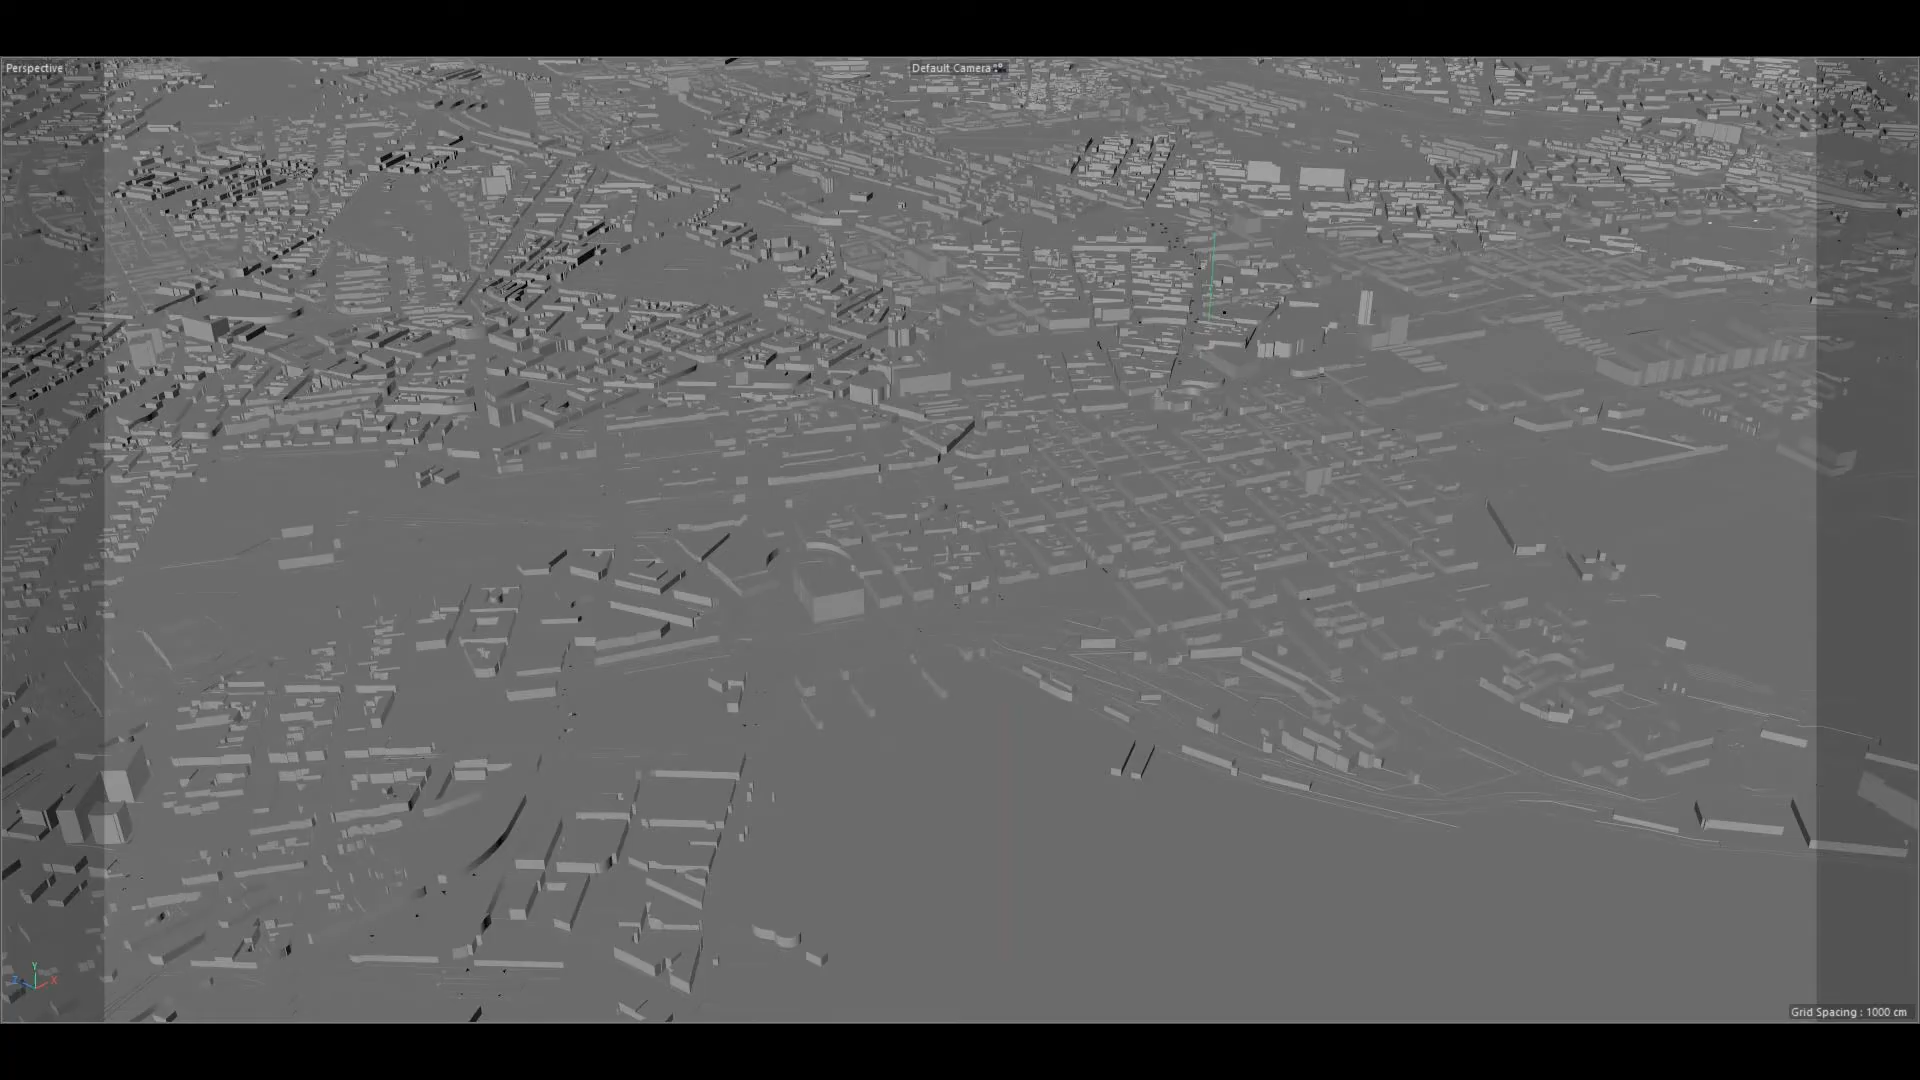 Perspective
Default Camera
Y
Z X
Grid Spacing : 1000 cm